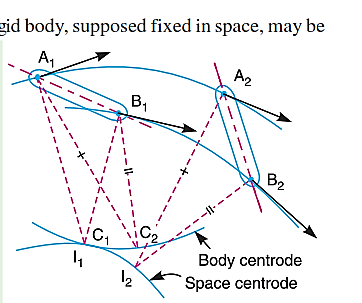 gid body, supposed fixed in space, may be
A₁
A₂
B₁
B₂
C₁
C₂
I₁
I₂
Body centrode
Space centrode